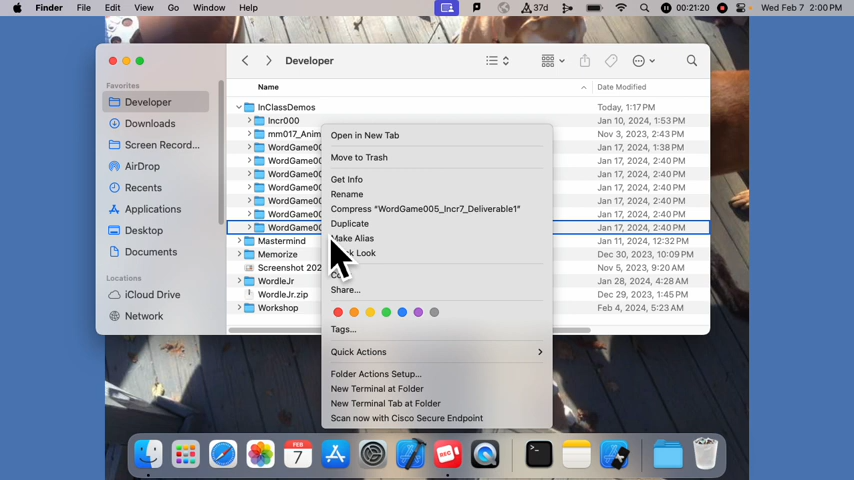 Finder File Edit View Go Window Help 37d 00:21:20 Wed Feb 7 2:00 PM
Developer
Name Date Modified
Favorites
Developer
Downloads
Screen Record...
AirDrop
Recents
Applications
Desktop
Documents
Locations
iCloud Drive
Network
InClassDemos Today, 1:17 PM
Incr000 Jan 10, 2024, 1:53 PM
mm017_Anim Nov 3, 2023, 2:43 PM
WordGame00 Jan 17, 2024, 1:38 PM
WordGame00 Jan 17, 2024, 2:40 PM
WordGame00 Jan 17, 2024, 2:40 PM
WordGame00 Jan 17, 2024, 2:40 PM
WordGame00 Jan 17, 2024, 2:40 PM
WordGame00 Jan 17, 2024, 2:40 PM
WordGame00 Jan 17, 2024, 2:40 PM
Mastermind Jan 11, 2024, 12:32 PM
Memorize Dec 30, 2023, 10:09 PM
Screenshot 202 Nov 5, 2023, 9:20 AM
WordleJr Jan 28, 2024, 4:28 AM
WordleJr.zip Dec 29, 2023, 1:45 PM
Workshop Feb 4, 2024, 5:23 AM
Open in New Tab
Move to Trash
Get Info
Rename
Compress “WordGame005_Incr7_Deliverable1”
Duplicate
Make Alias
Look
Share...
Tags...
Quick Actions
Folder Actions Setup...
New Terminal at Folder
New Terminal Tab at Folder
Scan now with Cisco Secure Endpoint
FEB
7
REC